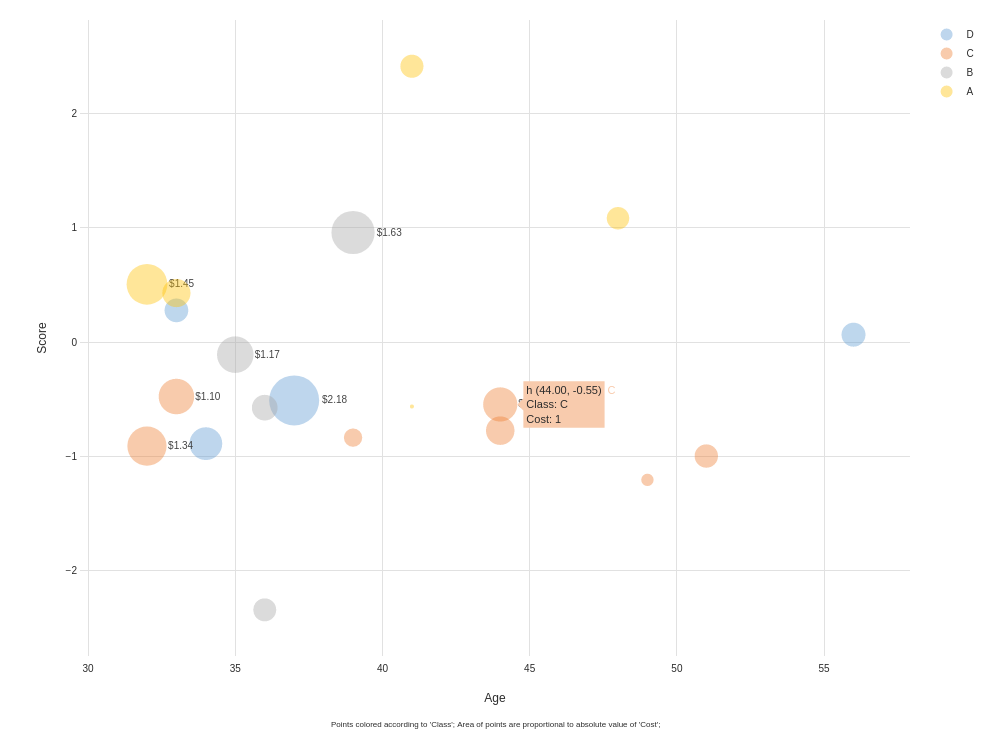 D
C
B
A
2
1
0
−1
−2
Score
$1.63
$1.45
$1.17
$2.18
$1.10
$1.34
h (44.00, -0.55) C
Class: C
Cost: 1
30
35
40
45
50
55
Age
Points colored according to 'Class'; Area of points are proportional to absolute value of 'Cost';